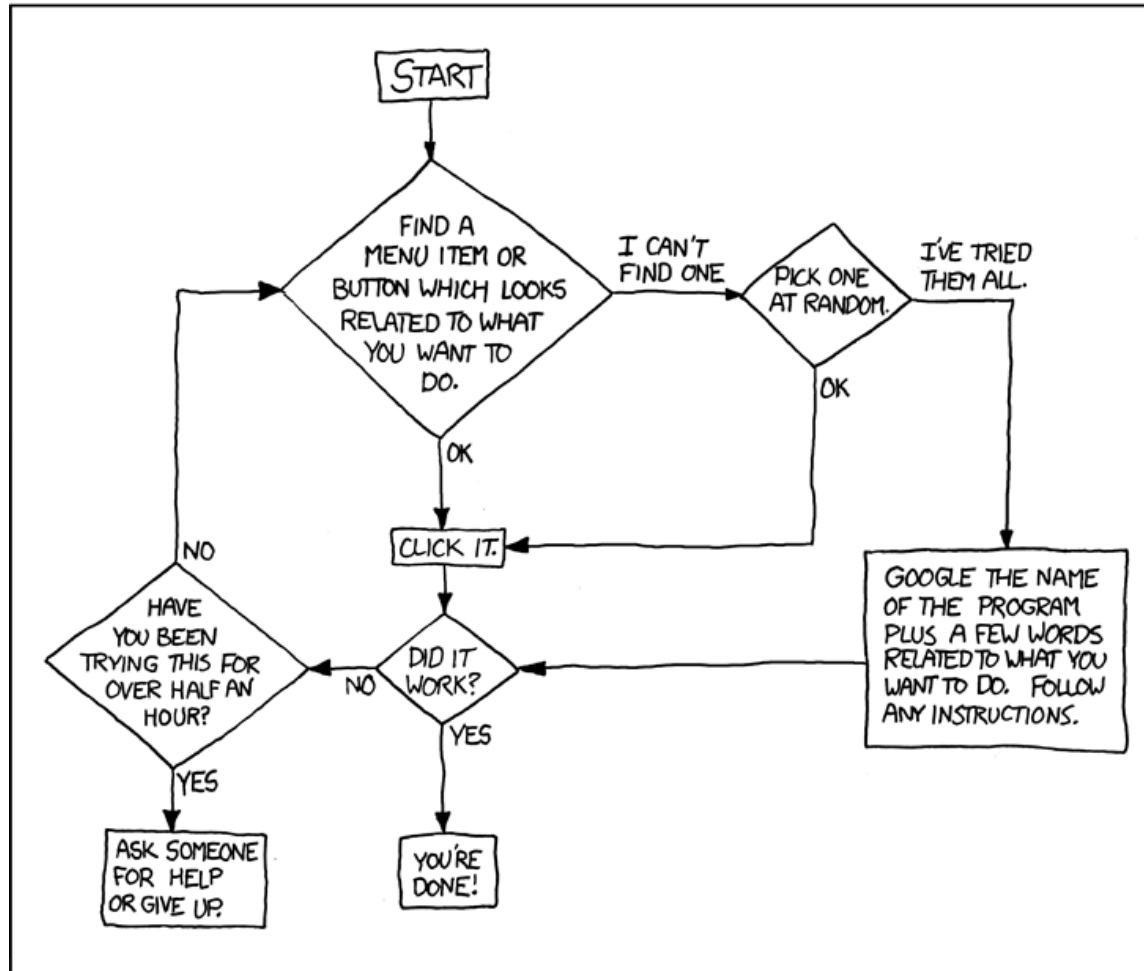 START
FIND A
MENU ITEM OR
BUTTON WHICH LOOKS
RELATED TO WHAT
YOU WANT TO
DO.
I CAN'T
FIND ONE
PICK ONE
AT RANDOM.
I'VE TRIED
THEM ALL.
OK
OK
CLICK IT.
NO
HAVE
YOU BEEN
TRYING THIS FOR
OVER HALF AN
HOUR?
NO
DID IT
WORK?
GOOGLE THE NAME
OF THE PROGRAM
PLUS A FEW WORDS
RELATED TO WHAT YOU
WANT TO DO. FOLLOW
ANY INSTRUCTIONS.
YES
YES
ASK SOMEONE
FOR HELP
OR GIVE UP.
YOU'RE
DONE!